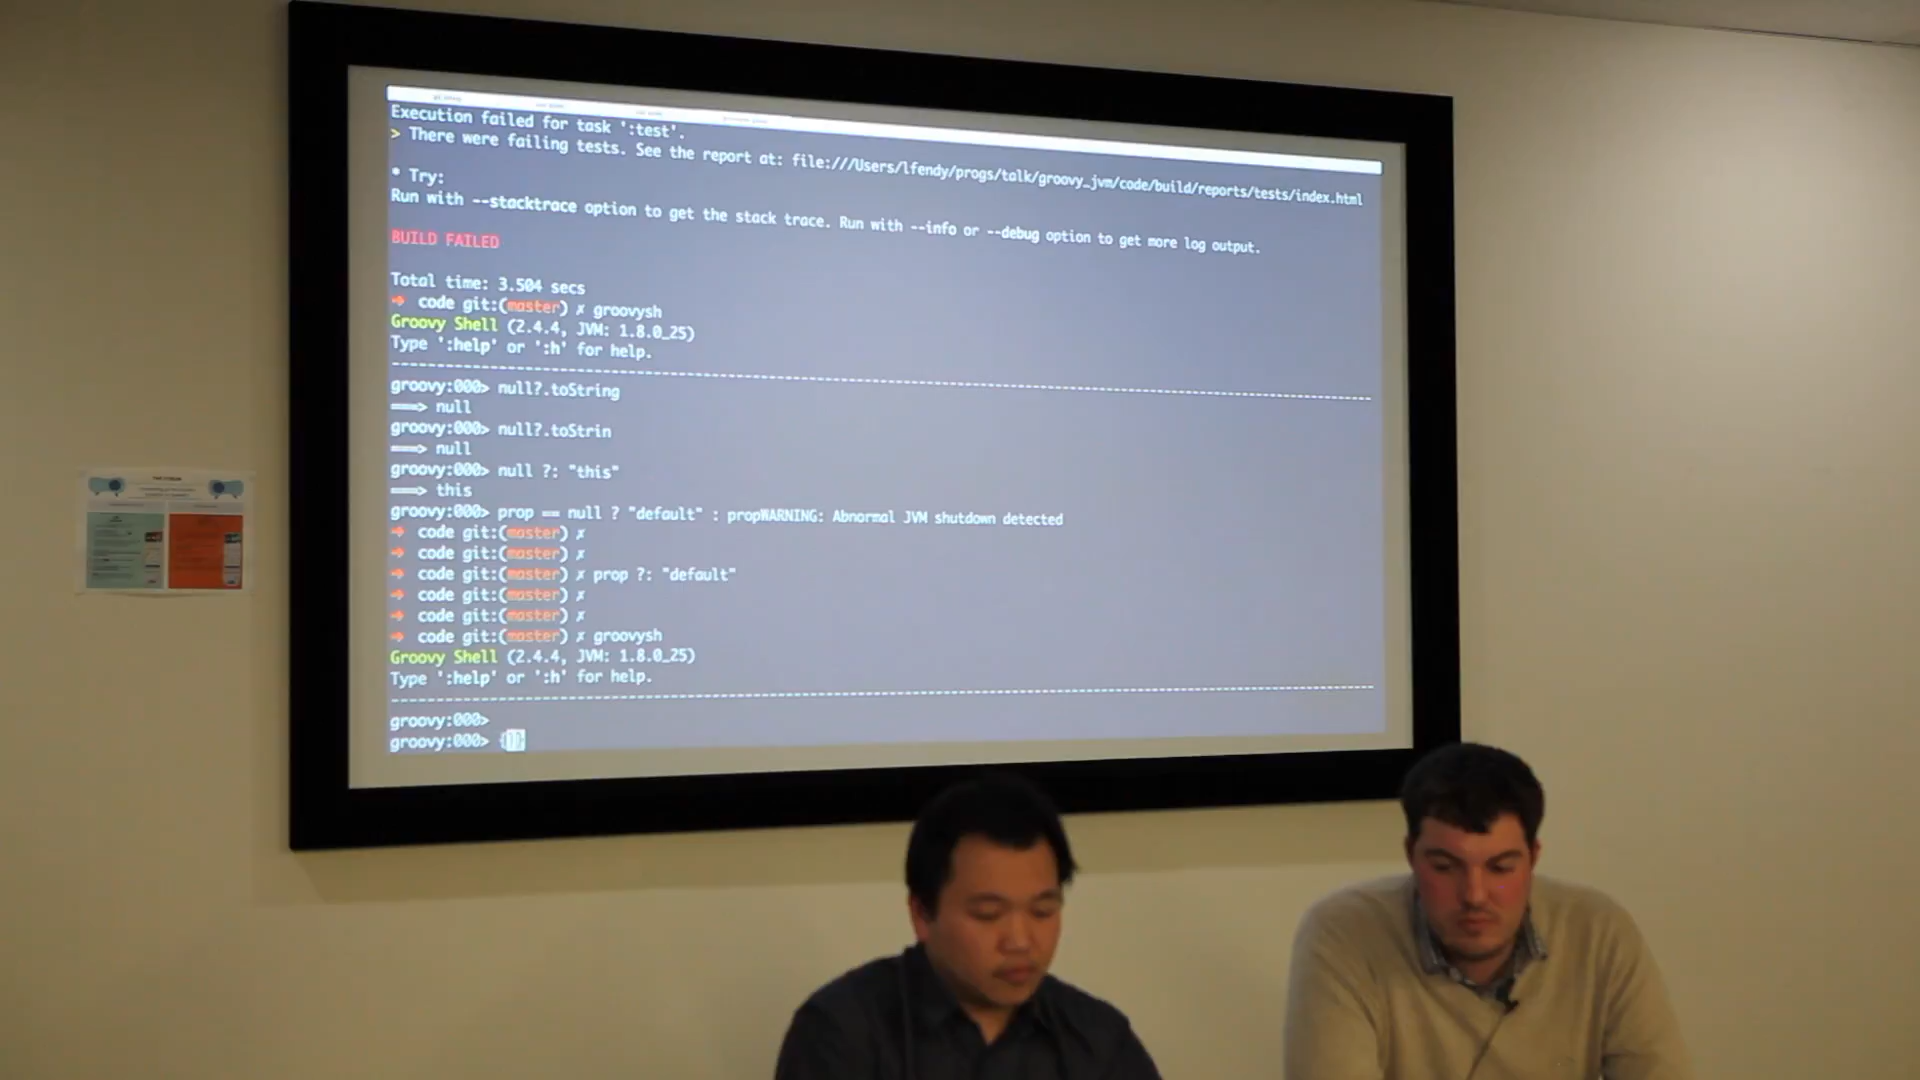 Execution failed for task ':test'.
> There were failing tests. See the report at: file:///Users/lfendy/progs/talk/groovy_jvm/code/build/reports/tests/index.html
* Try:
Run with --stacktrace option to get the stack trace. Run with --info or --debug option to get more log output.
BUILD FAILED
Total time: 3.504 secs
➜ code git:(master) ✗ groovysh
Groovy Shell (2.4.4, JVM: 1.8.0_25)
Type ':help' or ':h' for help.
groovy:000> null?.toString
===> null
groovy:000> null?.toStrin
===> null
groovy:000> null ?: "this"
===> this
groovy:000> prop == null ? "default" : propWARNING: Abnormal JVM shutdown detected
➜ code git:(master) ✗
➜ code git:(master) ✗
➜ code git:(master) ✗ prop ?: "default"
➜ code git:(master) ✗
➜ code git:(master) ✗
➜ code git:(master) ✗ groovysh
Groovy Shell (2.4.4, JVM: 1.8.0_25)
Type ':help' or ':h' for help.
groovy:000>
groovy:000> {